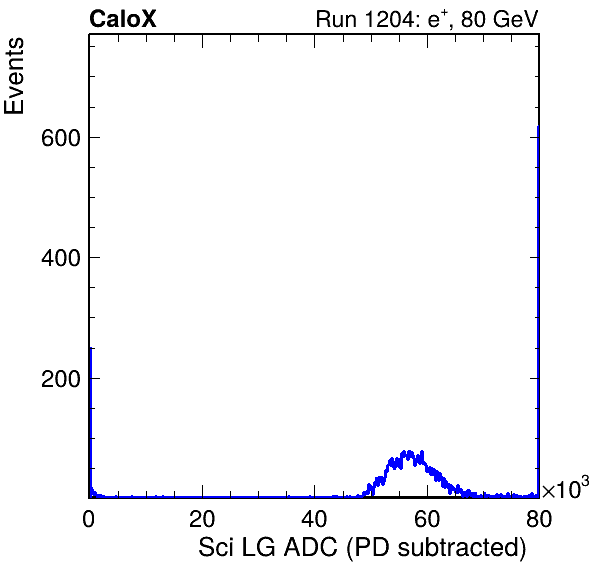 CaloX Run 1204: e⁺, 80 GeV
Events
600
400
200
0 20 40 60 80
×10³
Sci LG ADC (PD subtracted)